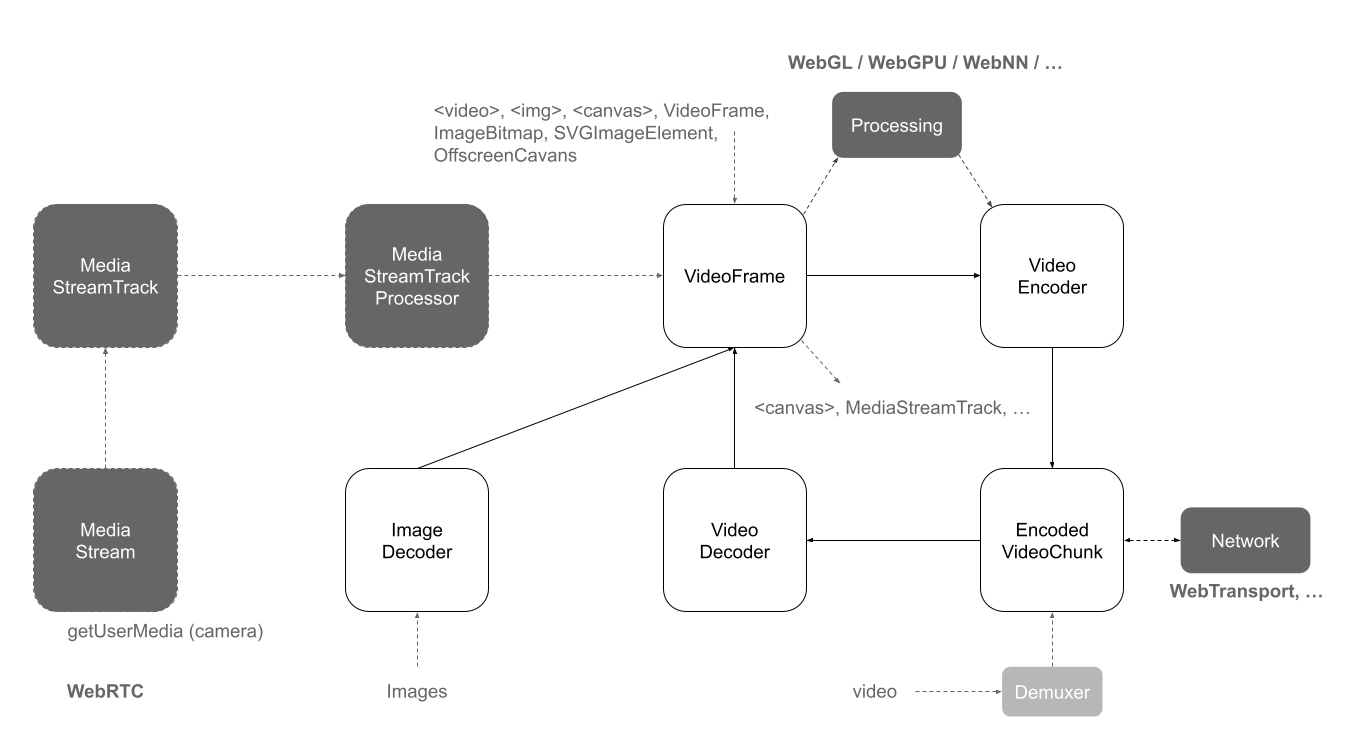 WebGL / WebGPU / WebNN / …
<video>, <img>, <canvas>, VideoFrame,
ImageBitmap, SVGImageElement,
OffscreenCavans
Processing
Media
StreamTrack
Media
StreamTrack
Processor
VideoFrame
Video
Encoder
<canvas>, MediaStreamTrack, …
Media
Stream
Image
Decoder
Video
Decoder
Encoded
VideoChunk
Network
WebTransport, …
getUserMedia (camera)
WebRTC
Images
video
Demuxer